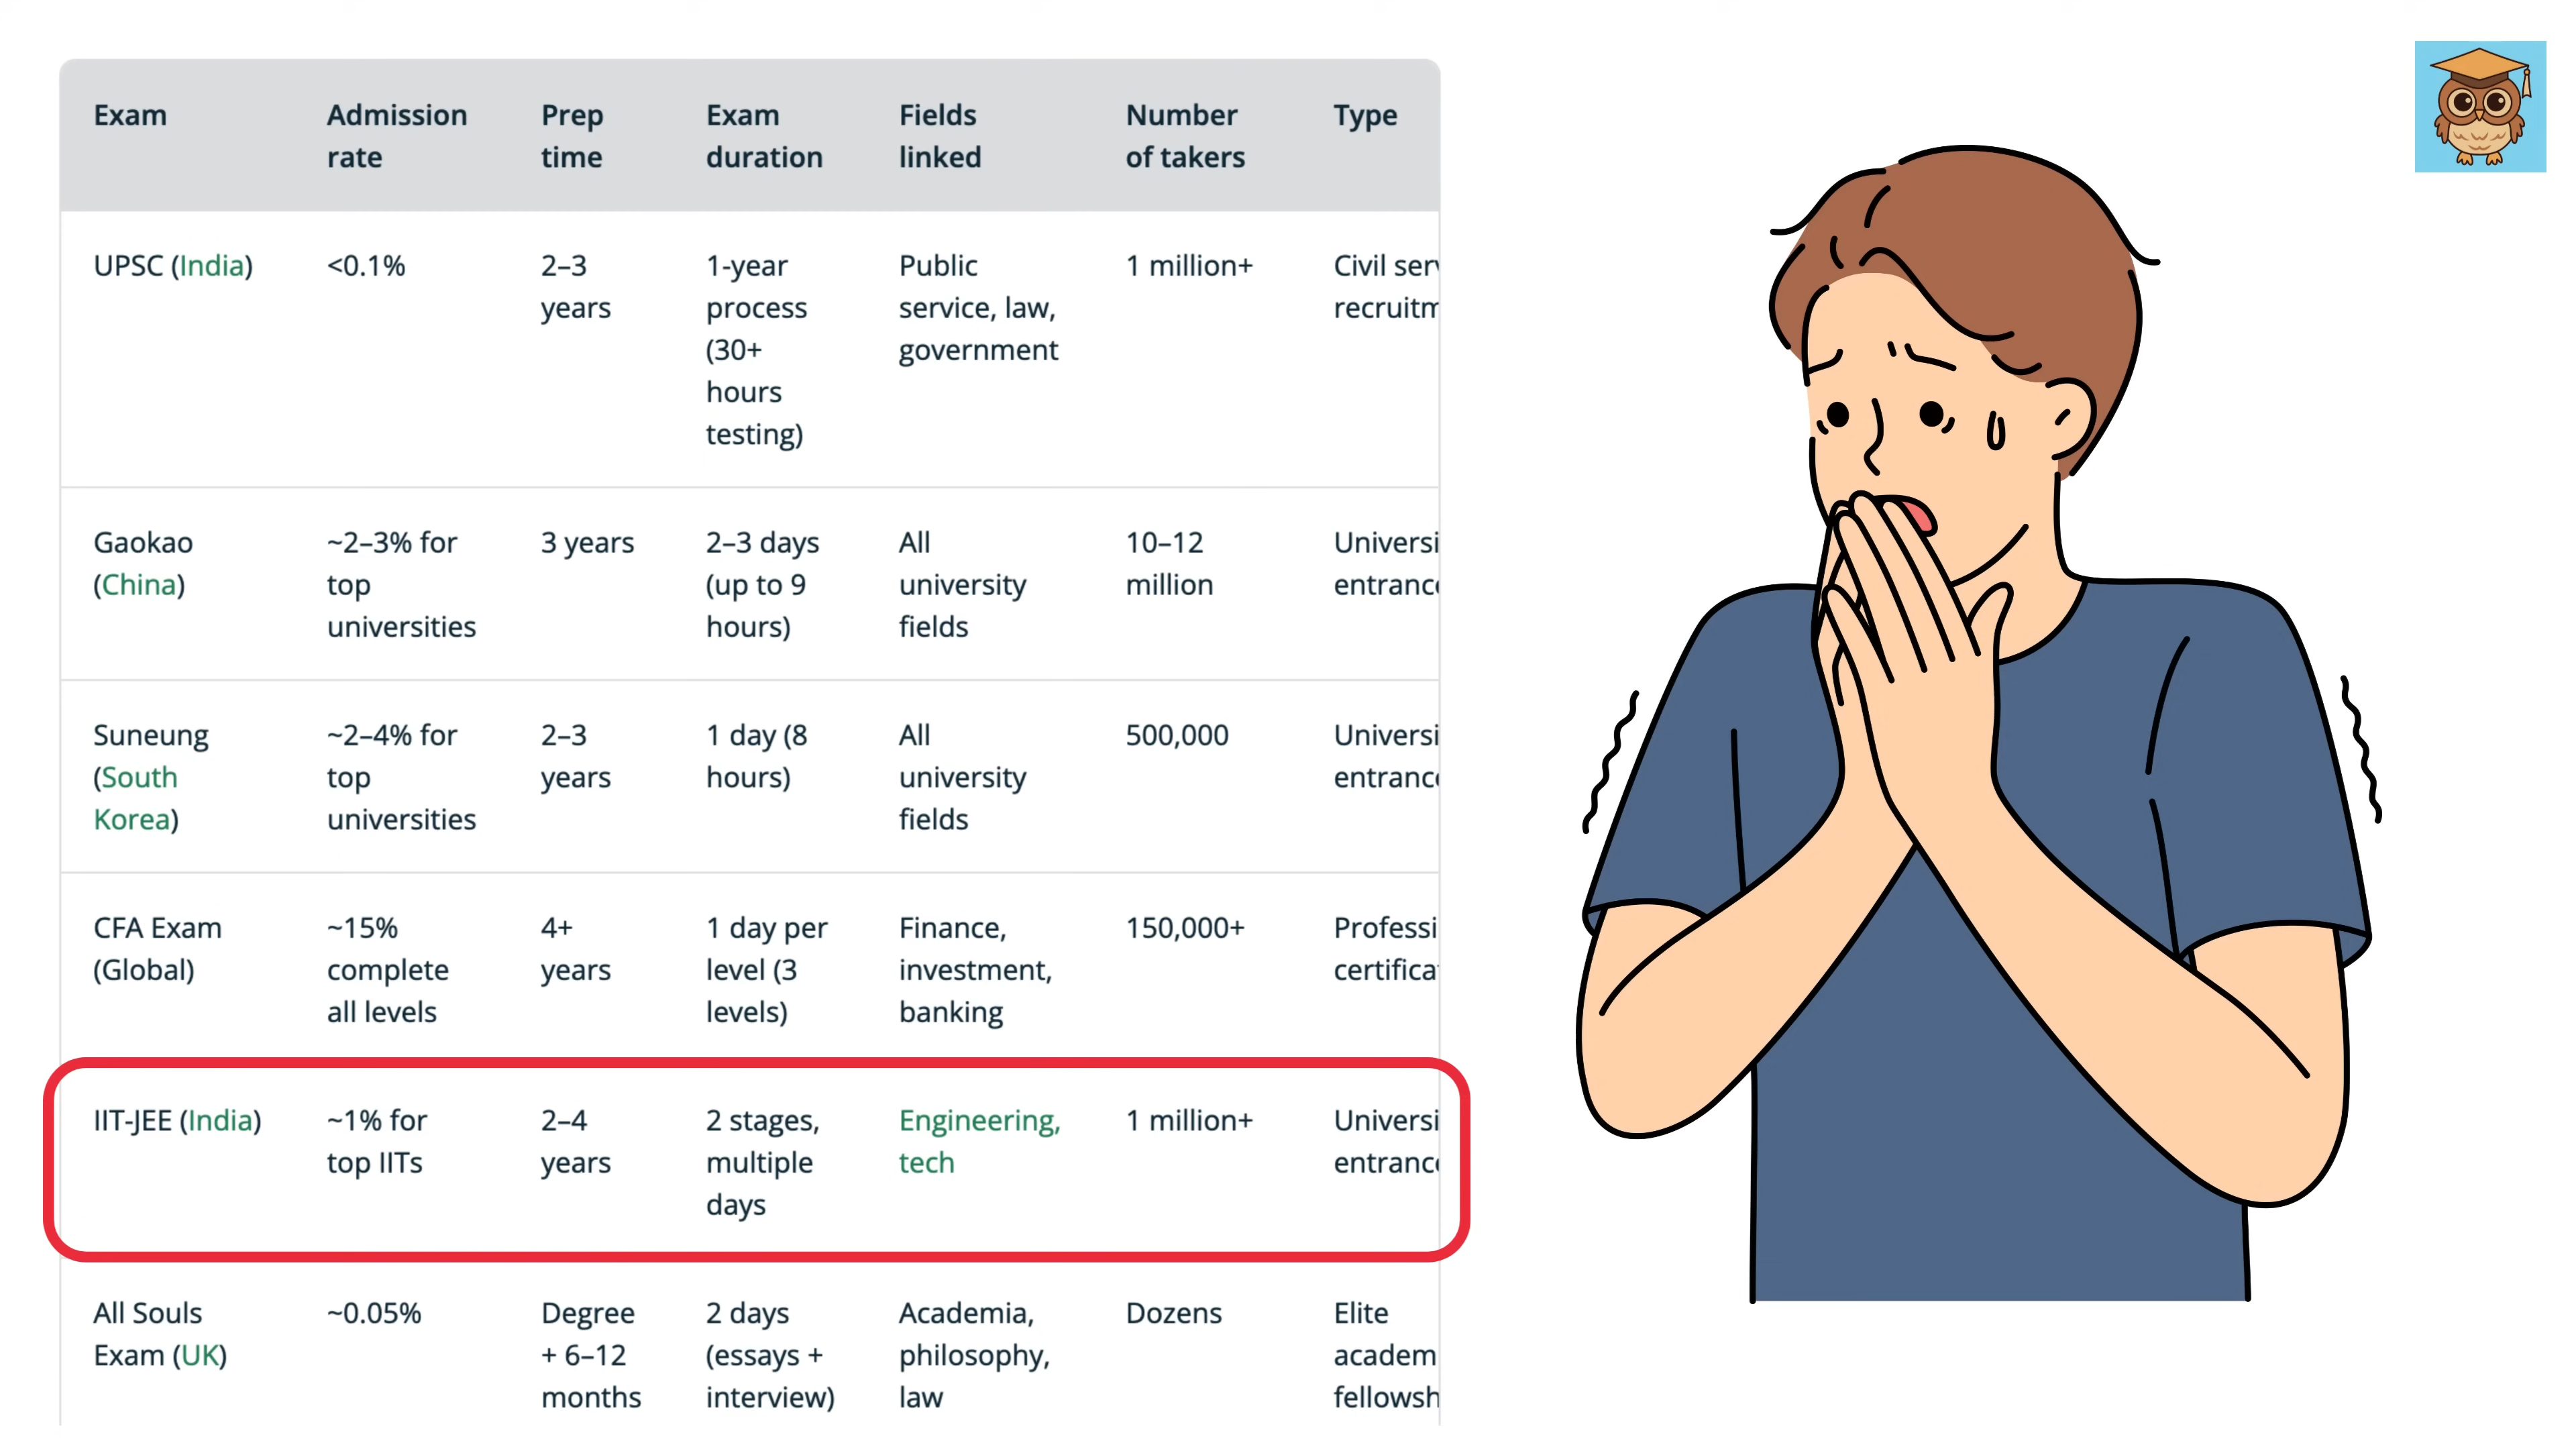 Exam
Admission
rate
Prep
time
Exam
duration
Fields
linked
Number
of takers
Type
UPSC (India)
<0.1%
2–3
years
1-year
process
(30+
hours
testing)
Public
service, law,
government
1 million+
Civil
Gaokao
(China)
~2–3% for
top
universities
3 years
2–3 days
(up to 9
hours)
All
university
fields
10–12
million
Suneung
(South
Korea)
~2–4% for
top
universities
2–3
years
1 day (8
hours)
All
university
fields
500,000
CFA Exam
(Global)
~15%
complete
all levels
4+
years
1 day per
level (3
levels)
Finance,
investment,
banking
150,000+
IIT-JEE (India)
~1% for
top IITs
2–4
years
2 stages,
multiple
days
Engineering,
tech
1 million+
All Souls
Exam (UK)
~0.05%
Degree
+ 6–12
months
2 days
(essays +
interview)
Academia,
philosophy,
law
Dozens
Elite